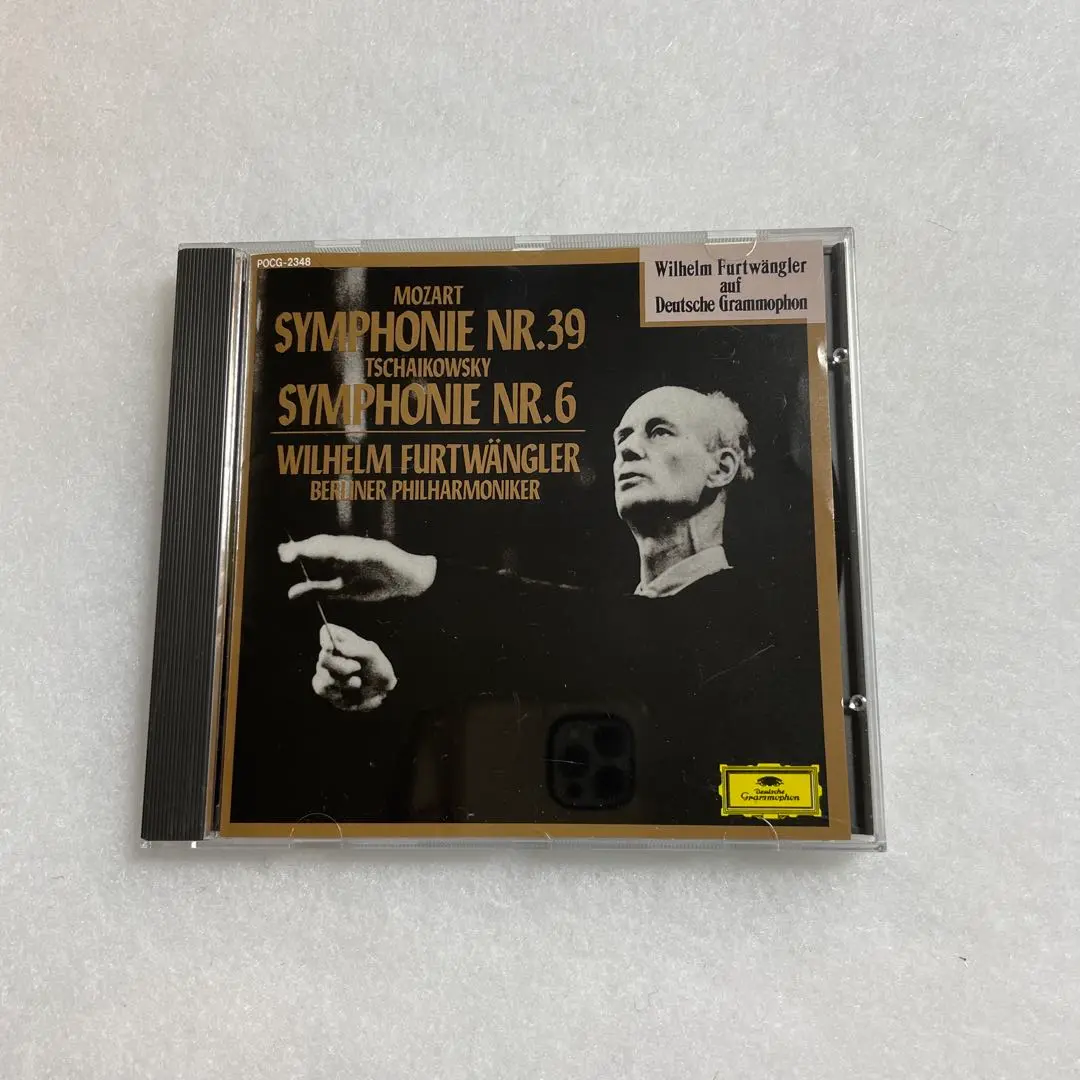 POCG-2348
Wilhelm Furtwängler
auf
Deutsche Grammophon
MOZART
SYMPHONIE NR.39
TSCHAIKOWSKY
SYMPHONIE NR.6
WILHELM FURTWÄNGLER
BERLINER PHILHARMONIKER
Deutsche
Grammophon